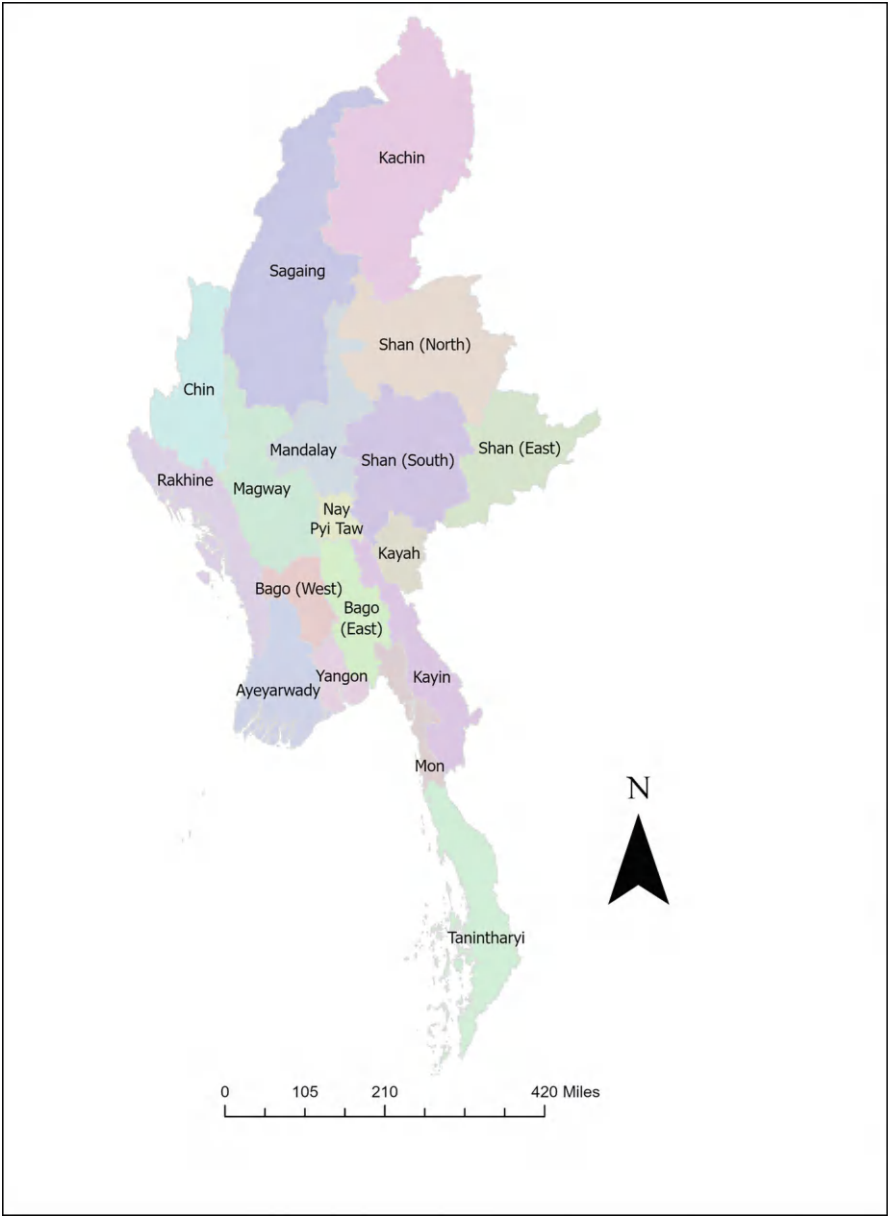 Kachin
Sagaing
Shan (North)
Chin
Mandalay
Shan (South)
Shan (East)
Rakhine
Magway
Nay
Pyi Taw
Kayah
Bago (West)
Bago
(East)
Yangon
Kayin
Ayeyarwady
Mon
N
Tanintharyi
0 105 210 420 Miles